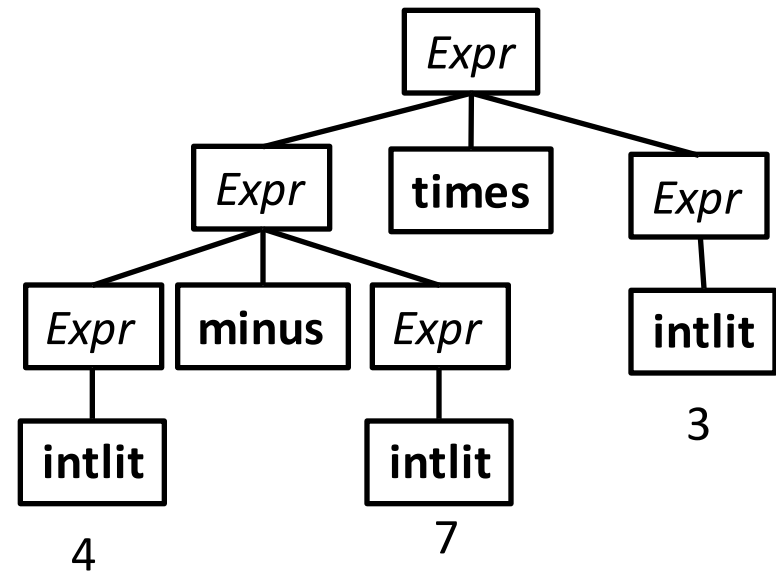 Expr
Expr times Expr
Expr minus Expr intlit
3
intlit intlit
4 7